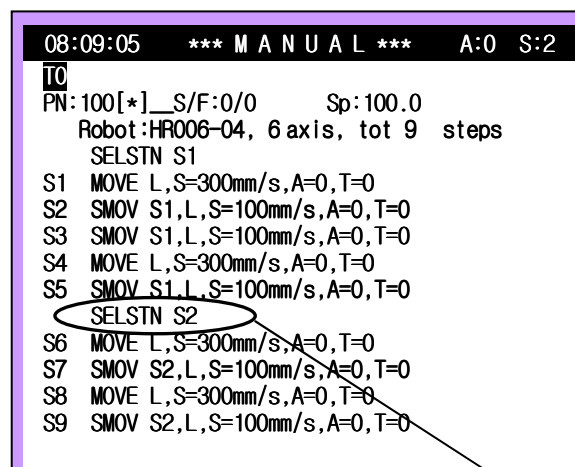 08:09:05 *** M A N U A L *** A:0 S:2
T0
PN:100[*]__S/F:0/0 Sp:100.0
Robot:HR006-04, 6 axis, tot 9 steps
SELSTN S1
S1 MOVE L,S=300mm/s,A=0,T=0
S2 SMOV S1,L,S=100mm/s,A=0,T=0
S3 SMOV S1,L,S=100mm/s,A=0,T=0
S4 MOVE L,S=300mm/s,A=0,T=0
S5 SMOV S1,L,S=100mm/s,A=0,T=0
SELSTN S2
S6 MOVE L,S=300mm/s,A=0,T=0
S7 SMOV S2,L,S=100mm/s,A=0,T=0
S8 MOVE L,S=300mm/s,A=0,T=0
S9 SMOV S2,L,S=100mm/s,A=0,T=0